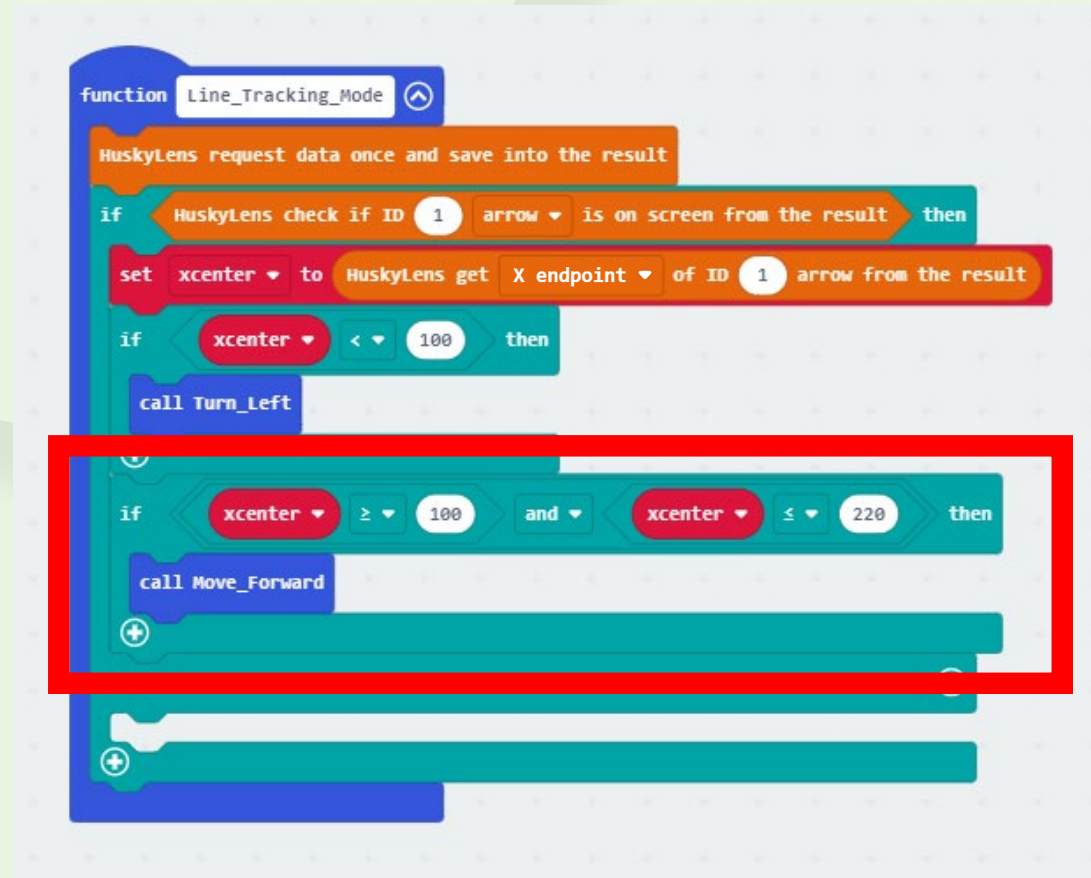 function Line_Tracking_Mode
HuskyLens request data once and save into the result
if HuskyLens check if ID 1 arrow is on screen from the result then
set xcenter to HuskyLens get X endpoint of ID 1 arrow from the result
if xcenter < 100 then
call Turn_Left
if xcenter ≥ 100 and xcenter ≤ 220 then
call Move_Forward